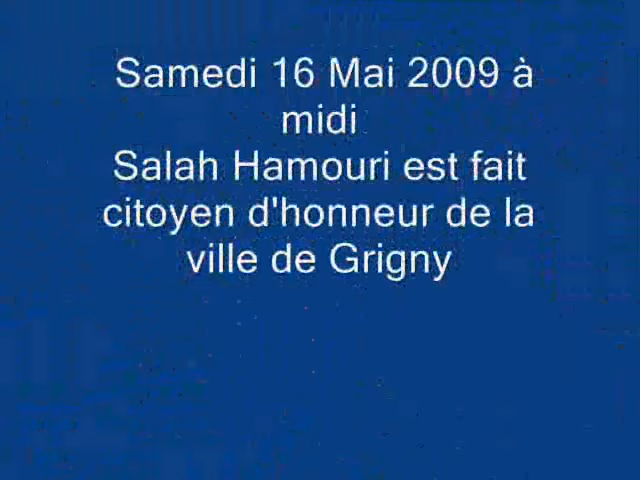 Samedi 16 Mai 2009 à
midi
Salah Hamouri est fait
citoyen d'honneur de la
ville de Grigny